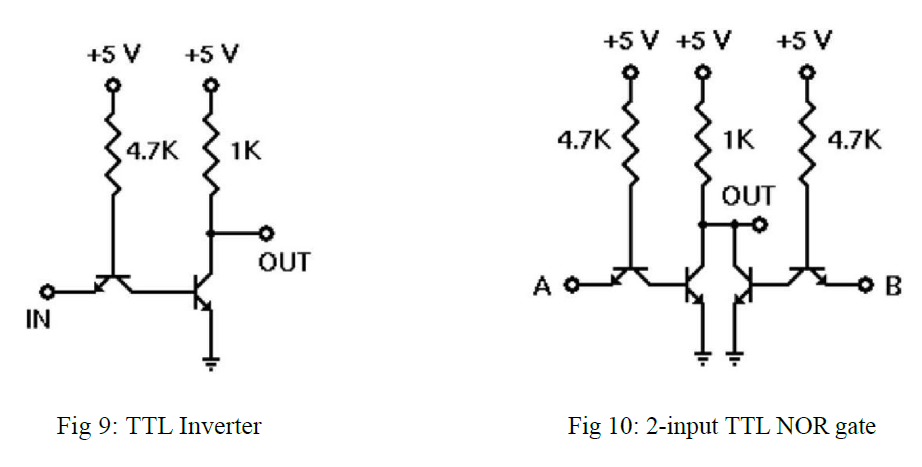 +5 V +5 V
4.7K 1K
OUT
IN
Fig 9: TTL Inverter
+5 V +5 V +5 V
4.7K 1K 4.7K
OUT
A B
Fig 10: 2-input TTL NOR gate